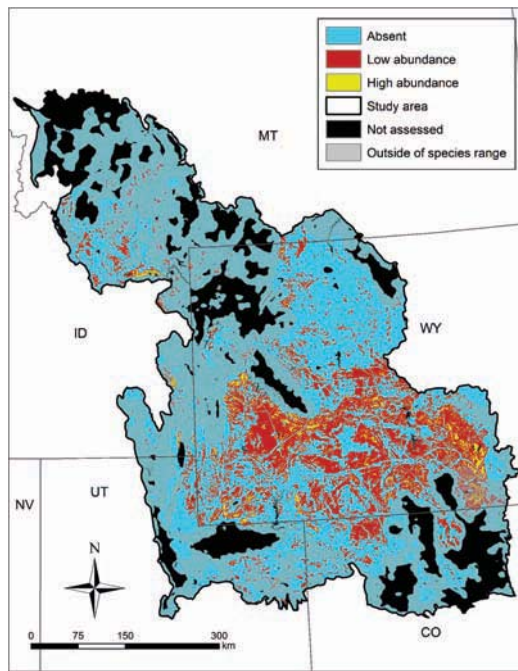 Absent
Low abundance
High abundance
Study area
Not assessed
Outside of species range
MT
ID
WY
NV
UT
N
0 75 150 300
km
CO